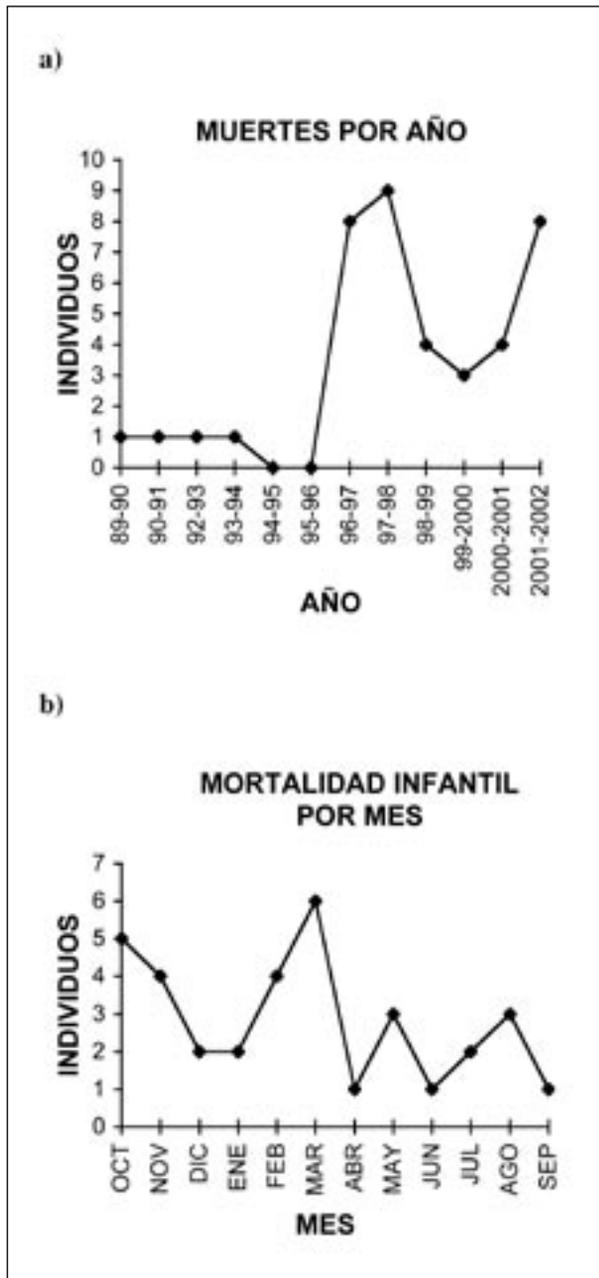 a)
MUERTES POR AÑO
10
9
8
7
6
5
4
3
2
1
0
INDIVIDUOS
89-90
90-91
92-93
93-94
94-95
95-96
96-97
97-98
98-99
99-2000
2000-2001
2001-2002
AÑO
b)
MORTALIDAD INFANTIL
POR MES
7
6
5
4
3
2
1
0
INDIVIDUOS
OCT
NOV
DIC
ENE
FEB
MAR
ABR
MAY
JUN
JUL
AGO
SEP
MES